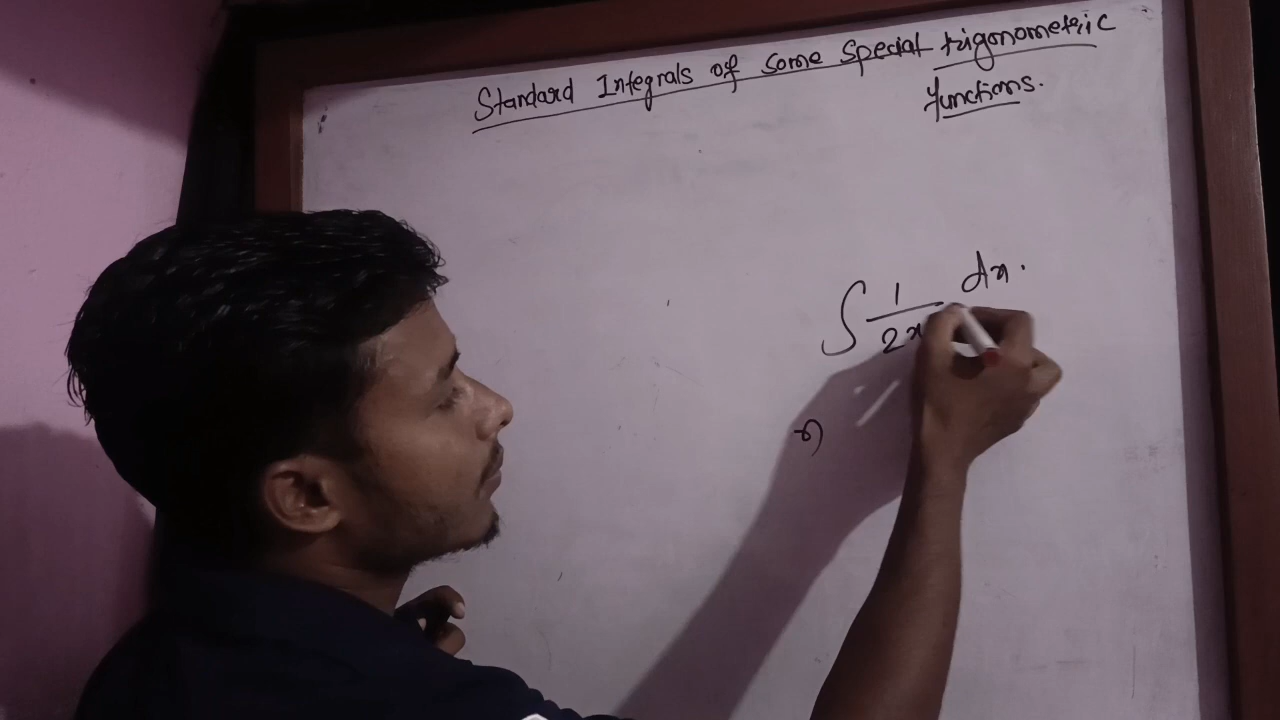 Standard Integrals of some special trigonometric
functions.
∫ 1/2x dx.